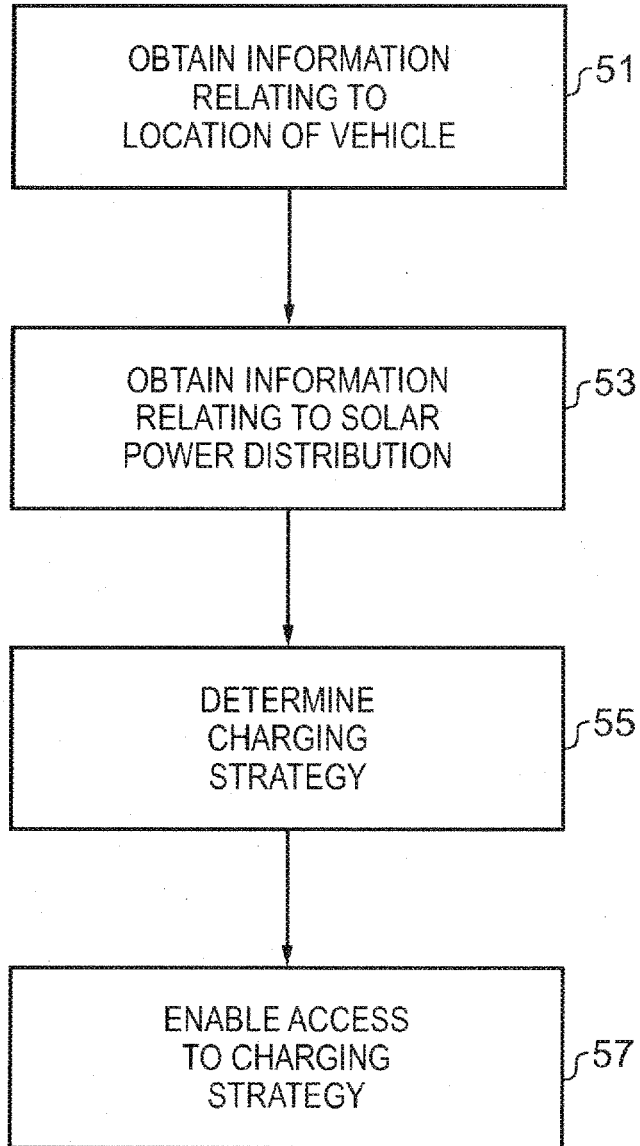 OBTAIN INFORMATION
RELATING TO
LOCATION OF VEHICLE
51
OBTAIN INFORMATION
RELATING TO SOLAR
POWER DISTRIBUTION
53
DETERMINE
CHARGING
STRATEGY
55
ENABLE ACCESS
TO CHARGING
STRATEGY
57